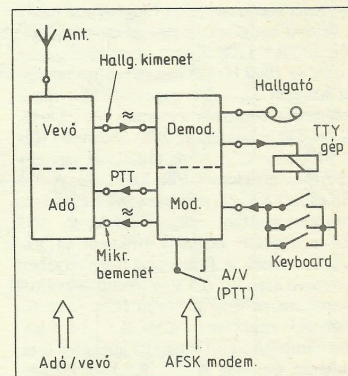 Ant.
Hallg. kimenet
Hallgató
Vevő
≈
Demod.
TTY
gép
PTT
Adó
≈
Mod.
Mikr.
bemenet
A/V
(PTT)
Keyboard
Adó/vevő
AFSK modem.